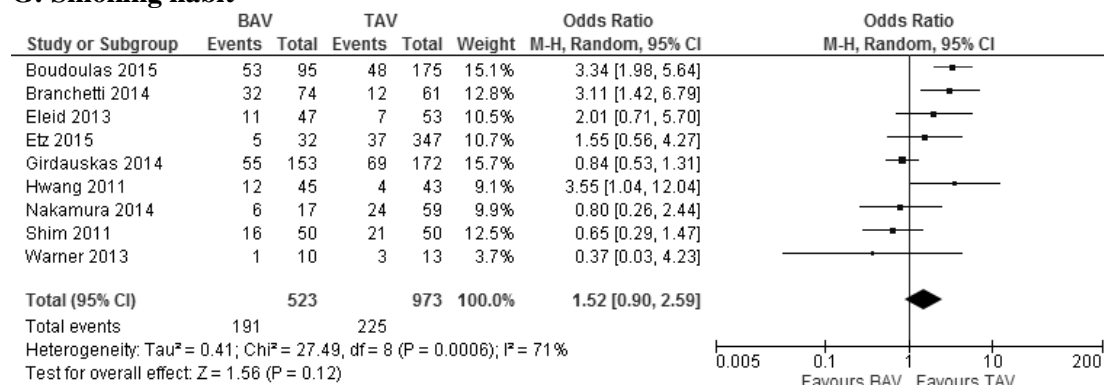 G: Smoking habit
BAV TAV Odds Ratio Odds Ratio
Study or Subgroup Events Total Events Total Weight M-H, Random, 95% CI M-H, Random, 95% CI
Boudoulas 2015 53 95 48 175 15.1% 3.34 [1.98, 5.64]
Branchetti 2014 32 74 12 61 12.8% 3.11 [1.42, 6.79]
Eleid 2013 11 47 7 53 10.5% 2.01 [0.71, 5.70]
Etz 2015 5 32 37 347 11.1% 1.55 [0.56, 4.27]
Girdauskas 2014 55 153 69 172 15.7% 0.84 [0.53, 1.31]
Hwang 2011 12 45 4 43 9.1% 3.55 [1.04, 12.04]
Nakamura 2014 6 17 24 59 9.9% 0.80 [0.26, 2.44]
Shim 2011 16 50 21 50 12.5% 0.65 [0.29, 1.47]
Warner 2013 1 10 3 13 3.7% 0.37 [0.03, 4.23]
Total (95% CI) 523 973 100.0% 1.52 [0.90, 2.59]
Total events 191 225
Heterogeneity: Tau² = 0.41; Chi² = 27.49, df = 8 (P = 0.0006); I² = 71%
Test for overall effect: Z = 1.56 (P = 0.12)
0.005 0.1 1 10 200
Favours BAV Favours TAV